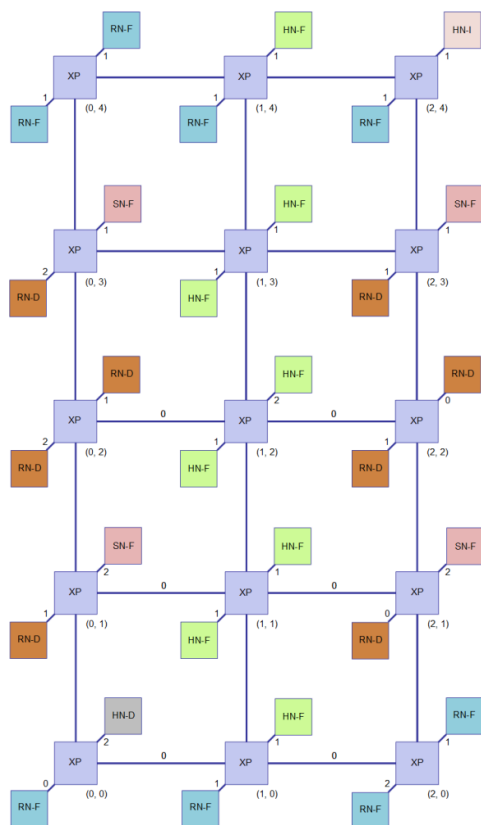 RN-F HN-F HN-I
1 1 1
XP XP XP
1 1 1
RN-F (0, 4) RN-F (1, 4) RN-F (2, 4)
SN-F HN-F SN-F
1 1 1
XP XP XP
2 1 1
RN-D (0, 3) HN-F (1, 3) RN-D (2, 3)
RN-D HN-F RN-D
1 2 0
XP 0 XP 0 XP
2 1 1
RN-D (0, 2) HN-F (1, 2) RN-D (2, 2)
SN-F HN-F SN-F
2 1 2
XP 0 XP 0 XP
1 1 0
RN-D (0, 1) HN-F (1, 1) RN-D (2, 1)
HN-D HN-F RN-F
2 1 1
XP 0 XP 0 XP
0 1 2
RN-F (0, 0) RN-F (1, 0) RN-F (2, 0)